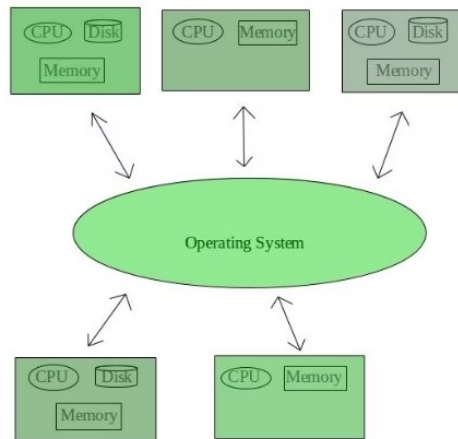 CPU Disk
Memory
CPU Memory
CPU Disk
Memory
Operating System
CPU Disk
Memory
CPU Memory